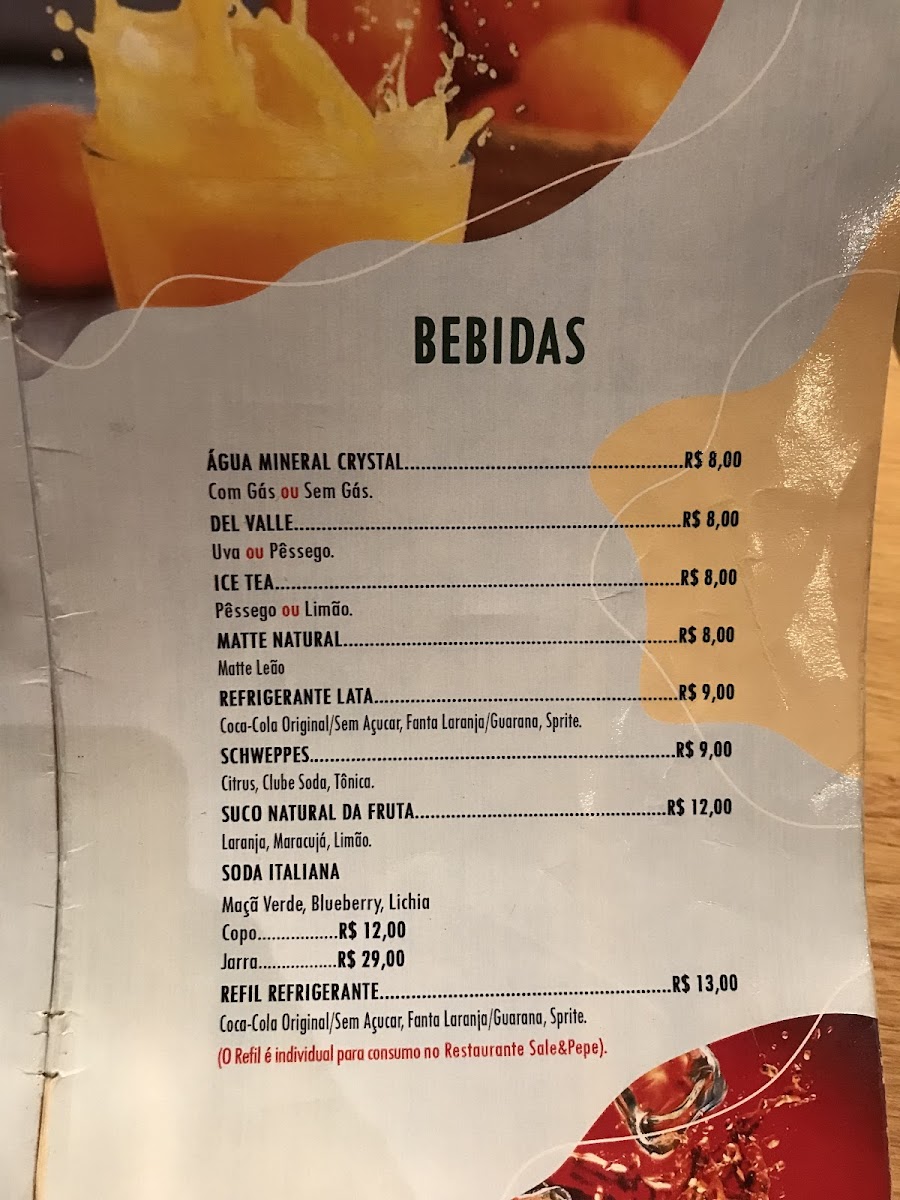 BEBIDAS
ÁGUA MINERAL CRYSTAL..............................................R$ 8,00
Com Gás ou Sem Gás.
DEL VALLE................................................................R$ 8,00
Uva ou Pêssego.
ICE TEA...................................................................R$ 8,00
Pêssego ou Limão.
MATTE NATURAL........................................................R$ 8,00
Matte Leão
REFRIGERANTE LATA..................................................R$ 9,00
Coca-Cola Original/Sem Açucar, Fanta Laranja/Guarana, Sprite.
SCHWEPPES.............................................................R$ 9,00
Citrus, Clube Soda, Tônica.
SUCO NATURAL DA FRUTA..........................................R$ 12,00
Laranja, Maracujá, Limão.
SODA ITALIANA
Maçã Verde, Blueberry, Lichia
Copo.................R$ 12,00
Jarra.................R$ 29,00
REFIL REFRIGERANTE.................................................R$ 13,00
Coca-Cola Original/Sem Açucar, Fanta Laranja/Guarana, Sprite.
(O Refil é individual para consumo no Restaurante Sale&Pepe).